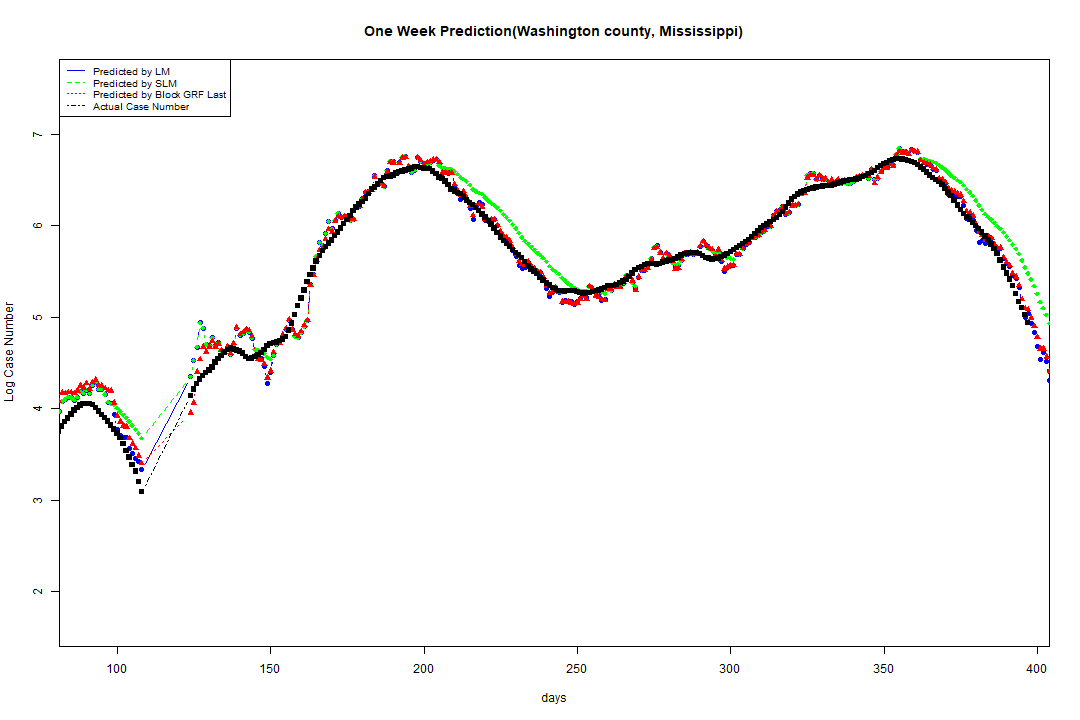 One Week Prediction(Washington county, Mississippi)
Predicted by LM
Predicted by SLM
Predicted by Block GRF Last
Actual Case Number
7
6
5
4
3
2
Log Case Number
100 150 200 250 300 350 400
days